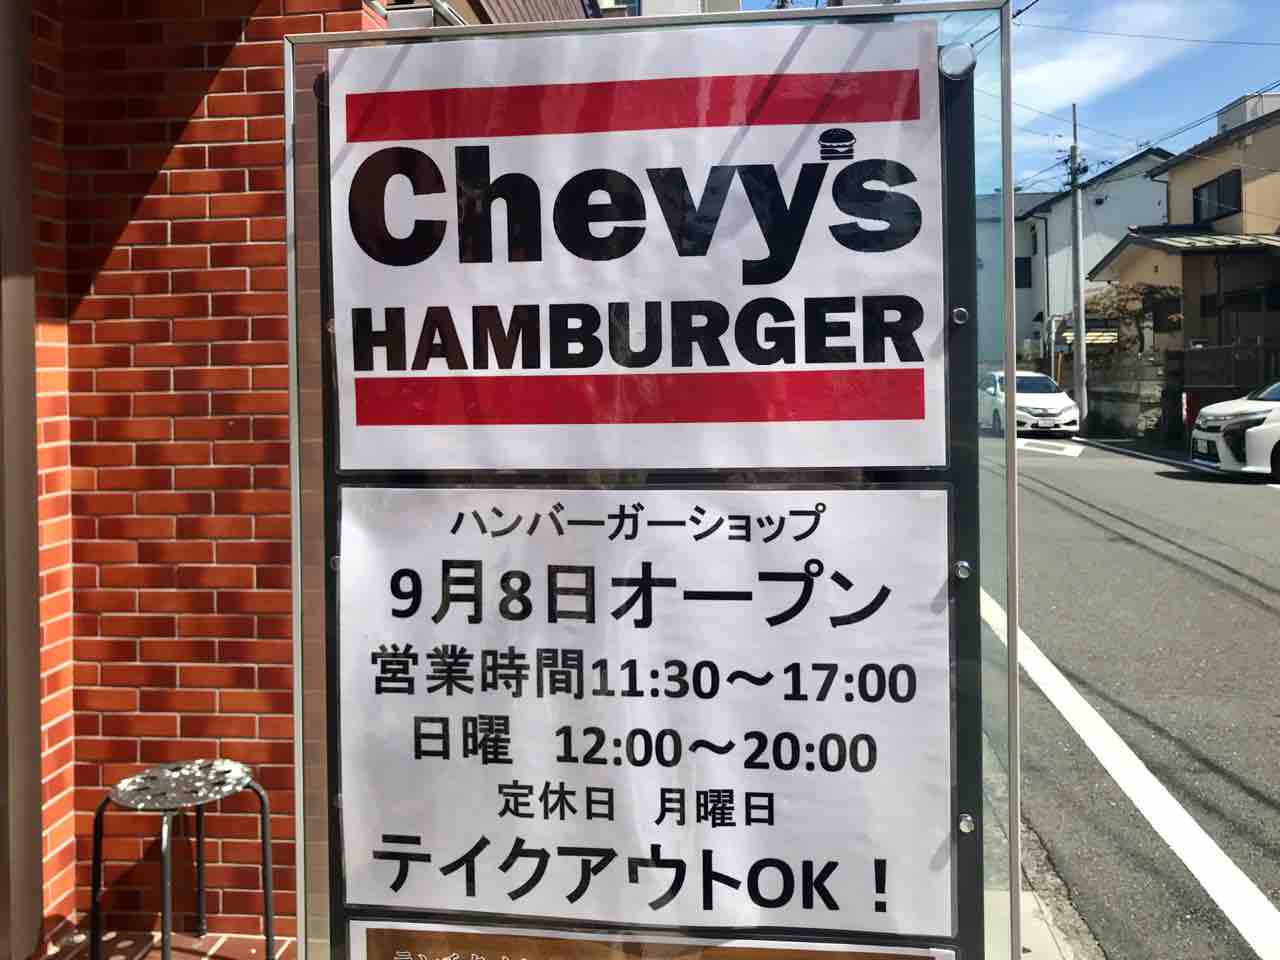 Chevy's
HAMBURGER
ハンバーガーショップ
9月8日オープン
営業時間11:30～17:00
日曜　12:00～20:00
定休日　月曜日
テイクアウトOK！